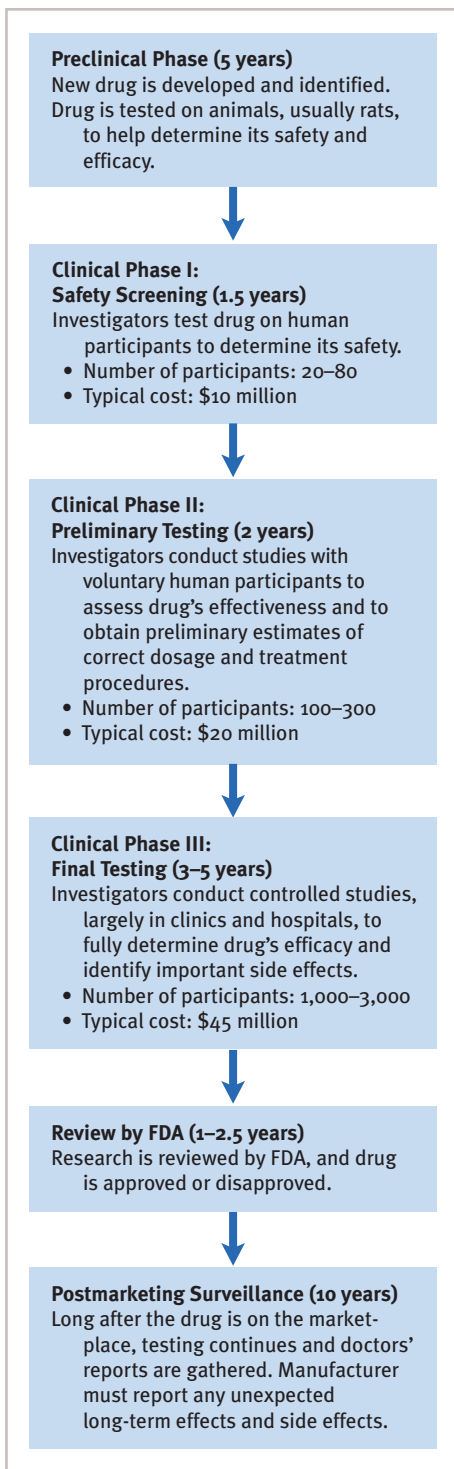 Preclinical Phase (5 years)
New drug is developed and identified.
Drug is tested on animals, usually rats,
to help determine its safety and
efficacy.
Clinical Phase I:
Safety Screening (1.5 years)
Investigators test drug on human
participants to determine its safety.
• Number of participants: 20–80
• Typical cost: $10 million
Clinical Phase II:
Preliminary Testing (2 years)
Investigators conduct studies with
voluntary human participants to
assess drug’s effectiveness and to
obtain preliminary estimates of
correct dosage and treatment
procedures.
• Number of participants: 100–300
• Typical cost: $20 million
Clinical Phase III:
Final Testing (3–5 years)
Investigators conduct controlled studies,
largely in clinics and hospitals, to
fully determine drug’s efficacy and
identify important side effects.
• Number of participants: 1,000–3,000
• Typical cost: $45 million
Review by FDA (1–2.5 years)
Research is reviewed by FDA, and drug
is approved or disapproved.
Postmarketing Surveillance (10 years)
Long after the drug is on the market-
place, testing continues and doctors’
reports are gathered. Manufacturer
must report any unexpected
long-term effects and side effects.